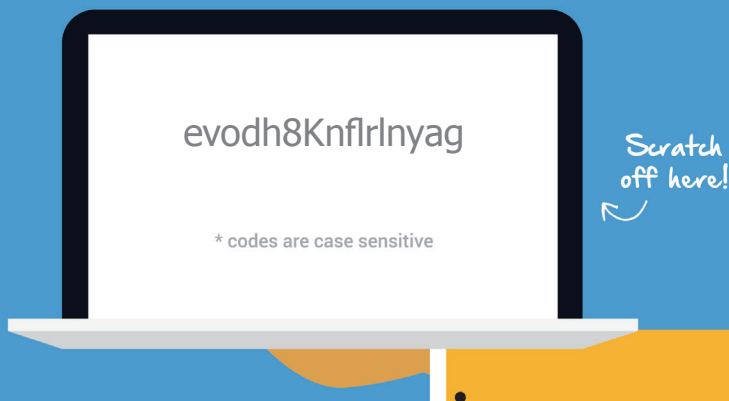 evodh8Knflrlnyag
* codes are case sensitive
Scratch
off here!